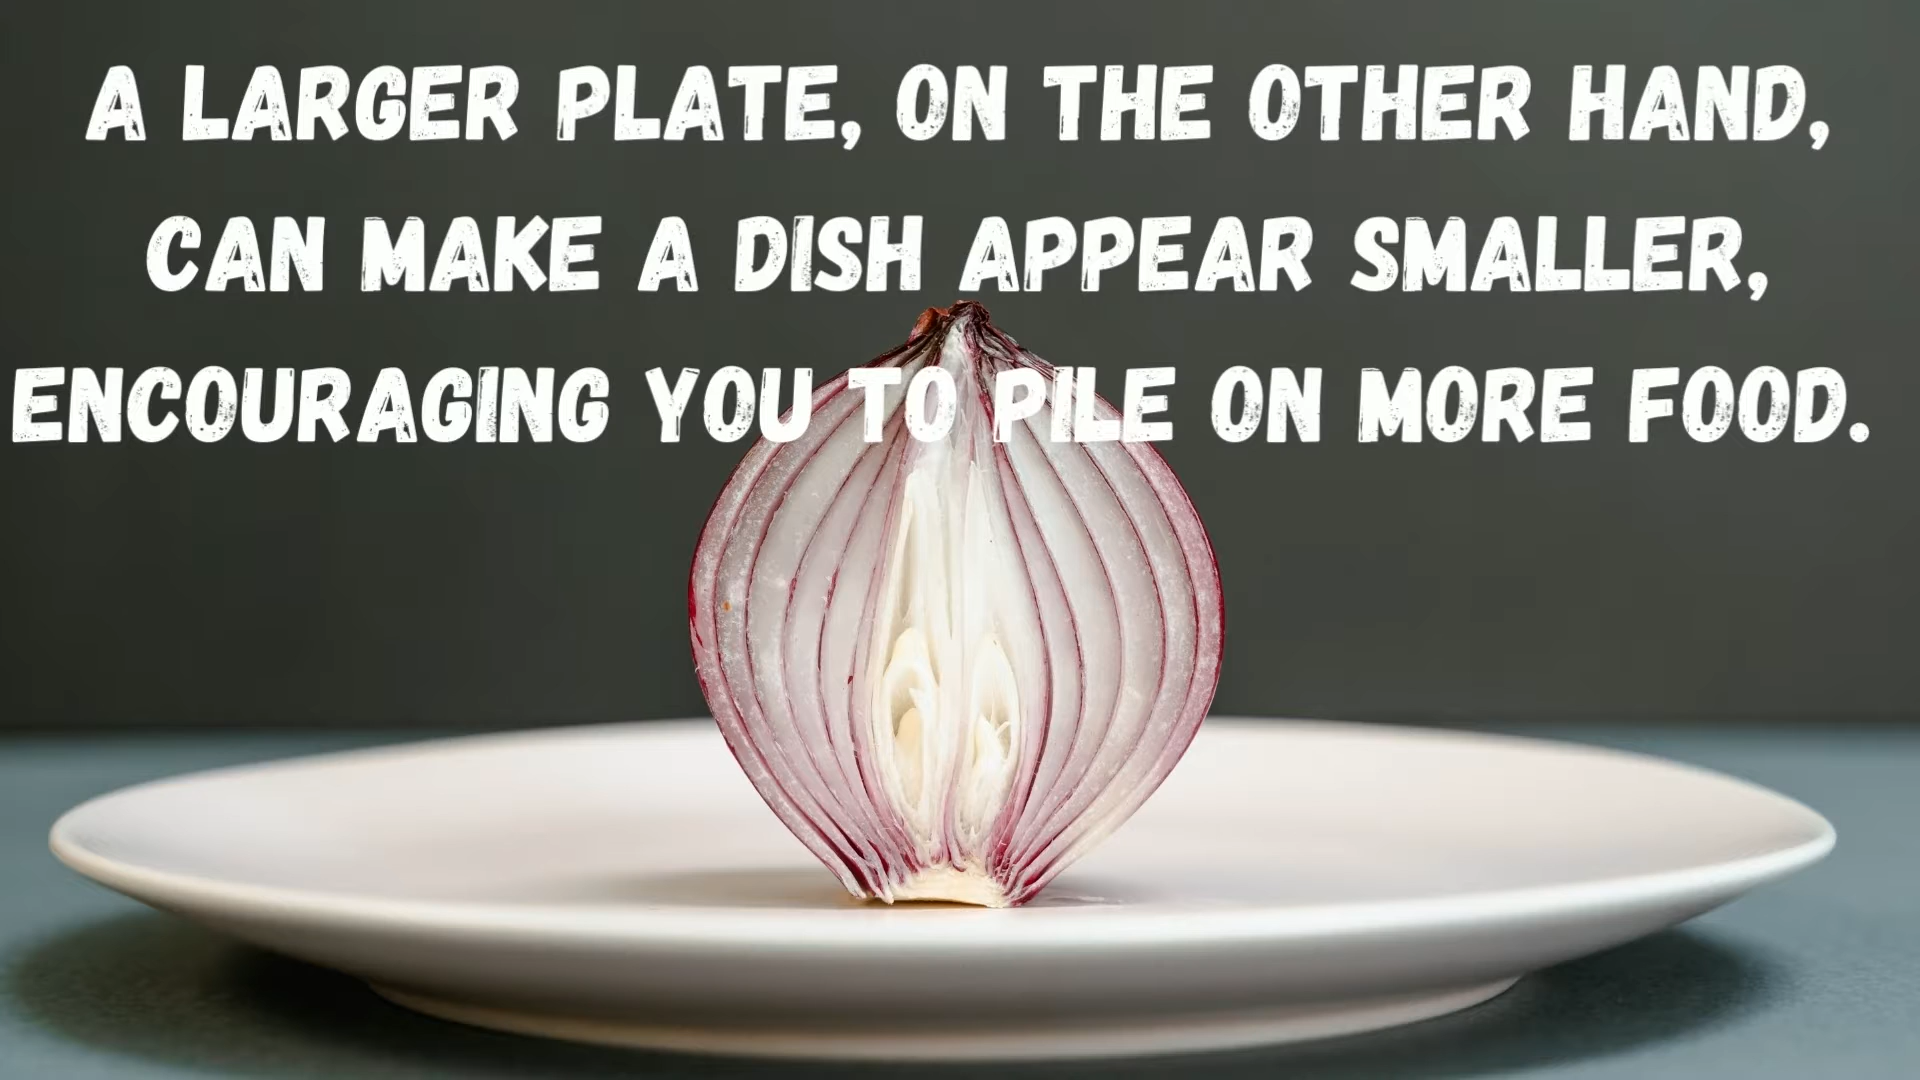 A LARGER PLATE, ON THE OTHER HAND,
CAN MAKE A DISH APPEAR SMALLER,
ENCOURAGING YOU TO PILE ON MORE FOOD.